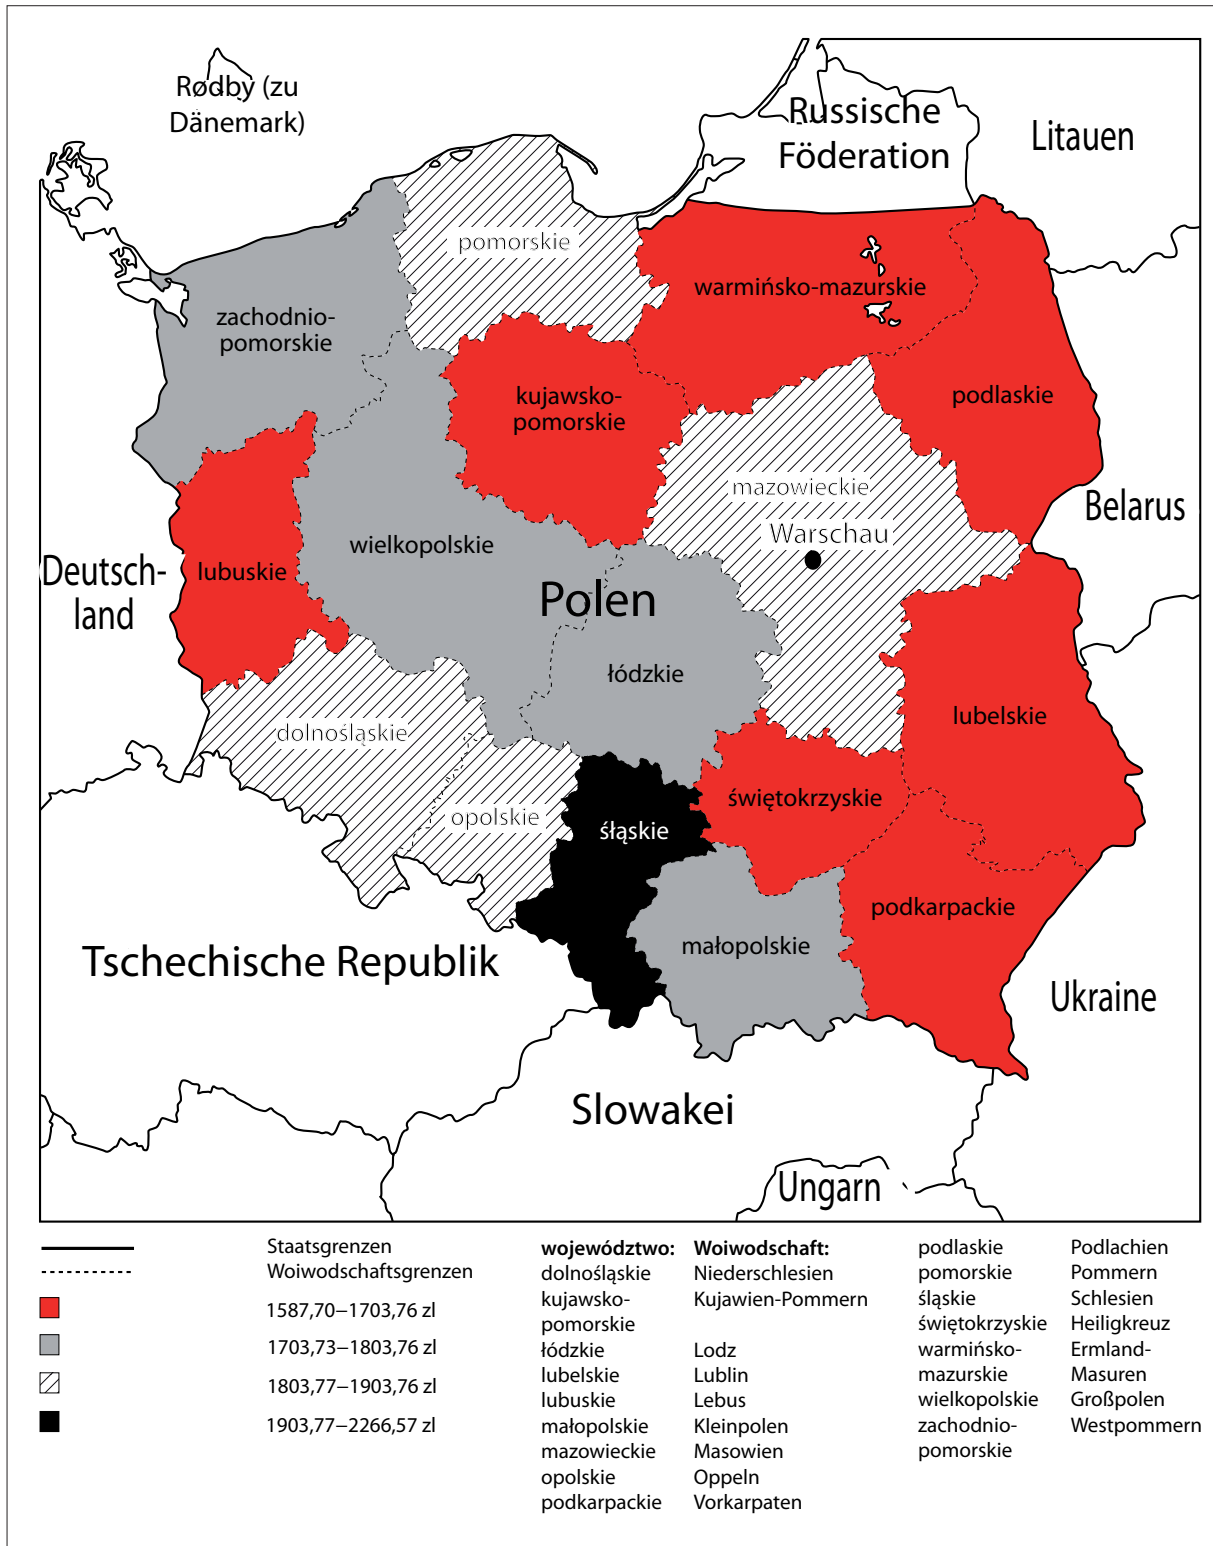 Rødby (zu
Dänemark)
Russische
Föderation
Litauen
pomorskie
warmińsko-mazurskie
zachodnio-
pomorskie
kujawsko-
pomorskie
podlaskie
mazowieckie
Warschau
Belarus
wielkopolskie
lubuskie
Deutsch-
land
Polen
łódzkie
lubelskie
dolnośląskie
świętokrzyskie
opolskie
śląskie
podkarpackie
małopolskie
Tschechische Republik
Ukraine
Slowakei
Ungarn
Staatsgrenzen
Woiwodschaftsgrenzen
1587,70–1703,76 zl
1703,73–1803,76 zl
1803,77–1903,76 zl
1903,77–2266,57 zl
województwo: Woiwodschaft:
dolnośląskie Niederschlesien
kujawsko- Kujawien-Pommern
pomorskie
łódzkie Lodz
lubelskie Lublin
lubuskie Lebus
małopolskie Kleinpolen
mazowieckie Masowien
opolskie Oppeln
podkarpackie Vorkarpaten
podlaskie Podlachien
pomorskie Pommern
śląskie Schlesien
świętokrzyskie Heiligkreuz
warmińsko- Ermland-
mazurskie Masuren
wielkopolskie Großpolen
zachodnio- Westpommern
pomorskie